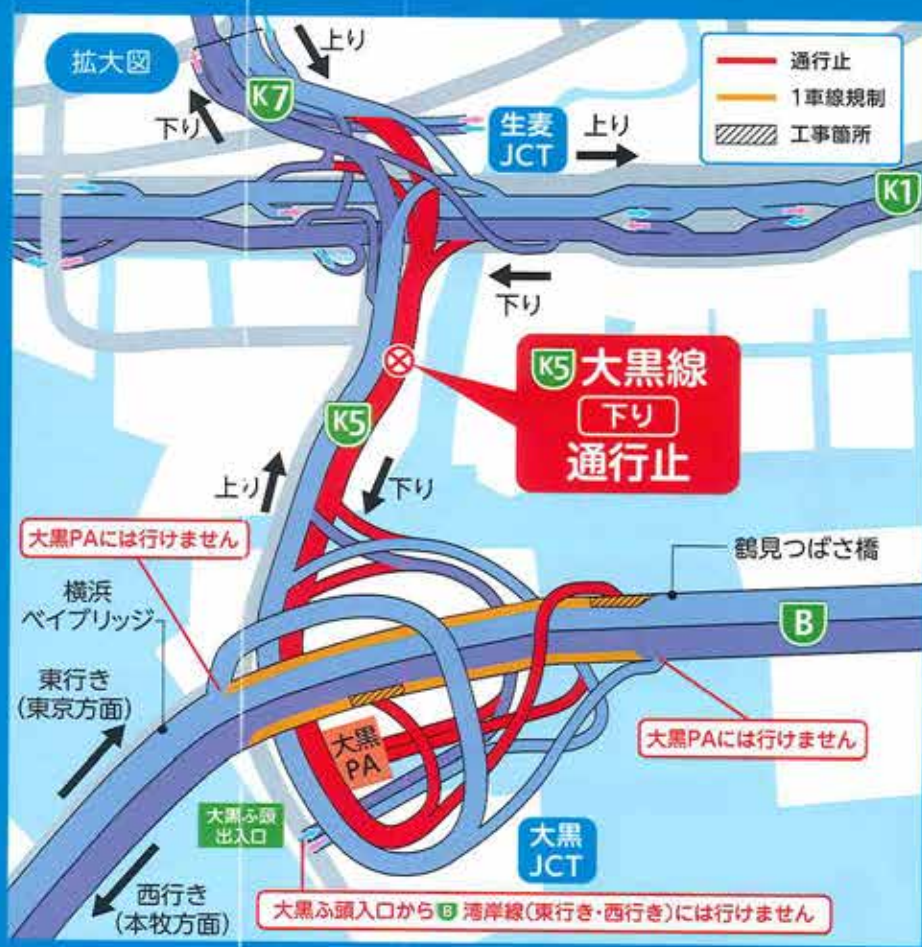 拡大図
上り
下り
K7
生麦
JCT
上り
通行止
1車線規制
工事箇所
K1
下り
K5 大黒線
下り
通行止
K5
上り
下り
大黒PAには行けません
鶴見つばさ橋
横浜
ベイブリッジ
B
東行き
(東京方面)
大黒
PA
大黒PAには行けません
大黒ふ頭
出入口
大黒
JCT
西行き
(本牧方面)
大黒ふ頭入口から B 湾岸線(東行き・西行き)には行けません